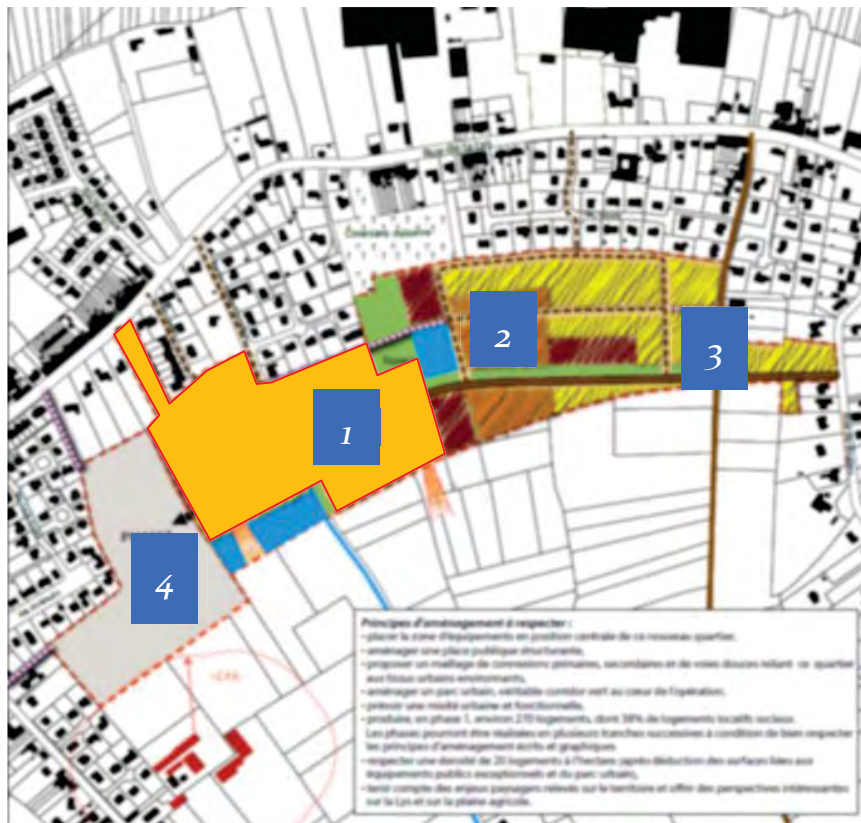 2
3
1
4
Principes d'aménagement à respecter :
- placer la zone d'équipements en position centrale de ce nouveau quartier,
- aménager une place publique structurante,
- proposer un maillage de connexions primaires, secondaires et de voies douces reliant ce quartier
aux tissus urbains environnants,
- aménager un parc urbain, véritable corridor vert au cœur de l'opération,
- prévoir une mixité urbaine et fonctionnelle,
- produire, en phase 1, environ 270 logements, dont 38% de logements locatifs sociaux.
Les phases pourront être réalisées en plusieurs tranches successives à condition de bien respecter
les principes d'aménagement écrits et graphiques
- respecter une densité de 20 logements à l'hectare (après déduction des surfaces liées aux
équipements publics exceptionnels et du parc urbain),
- tenir compte des enjeux paysagers relevés sur le territoire et offrir des perspectives intéressantes
sur la Lys et sur la plaine agricole.